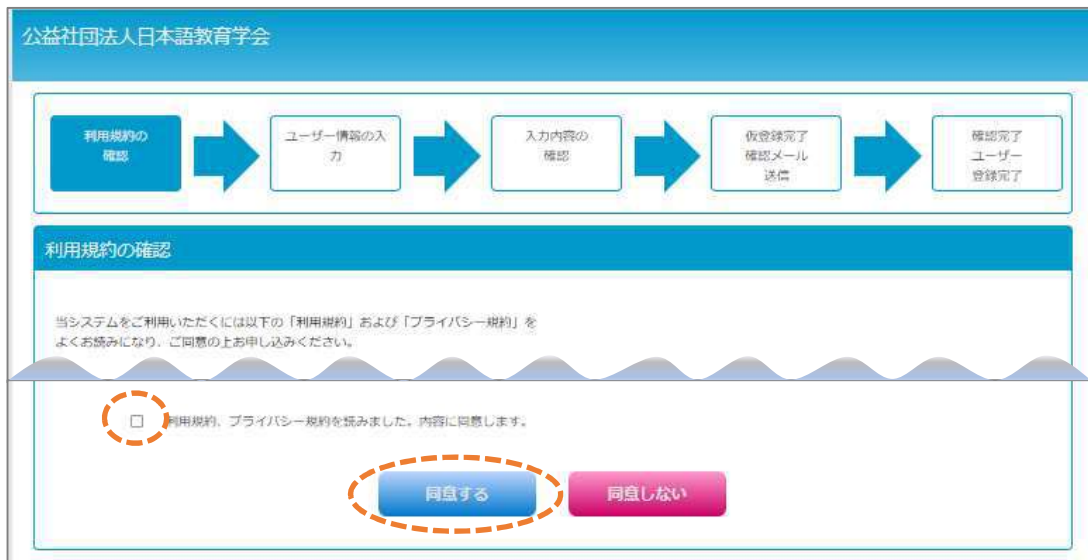 公益社団法人日本語教育学会
利用規約の
確認
ユーザー情報の入
力
入力内容の
確認
仮登録完了
確認メール
送信
確認完了
ユーザー
登録完了
利用規約の確認
当システムをご利用いただくには以下の「利用規約」および「プライバシー規約」を
よくお読みになり、ご同意の上お申し込みください。
利用規約、プライバシー規約を読みました。内容に同意します。
同意する
同意しない